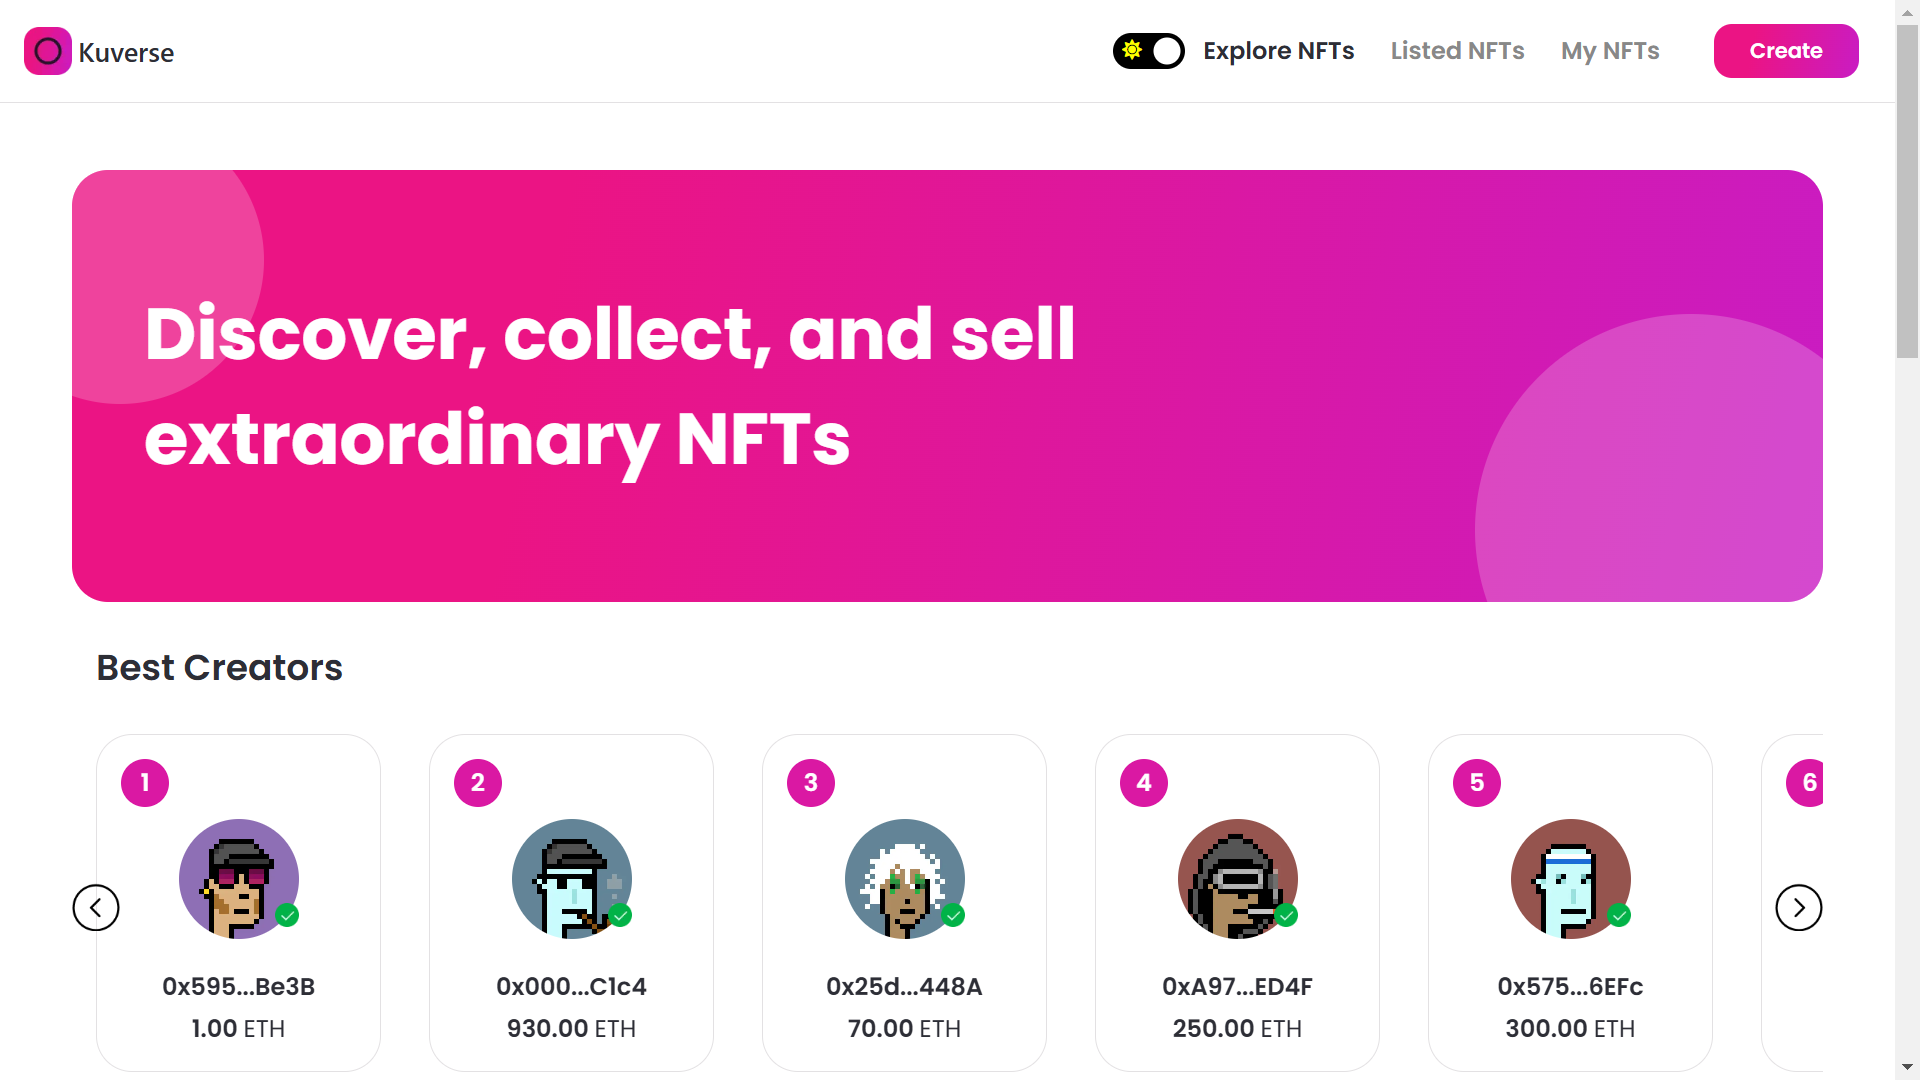 Kuverse
Explore NFTs
Listed NFTs
My NFTs
Create
Discover, collect, and sell
extraordinary NFTs
Best Creators
1
2
3
4
5
6
0x595...Be3B
0x000...C1c4
0x25d...448A
0xA97...ED4F
0x575...6EFc
1.00 ETH
930.00 ETH
70.00 ETH
250.00 ETH
300.00 ETH